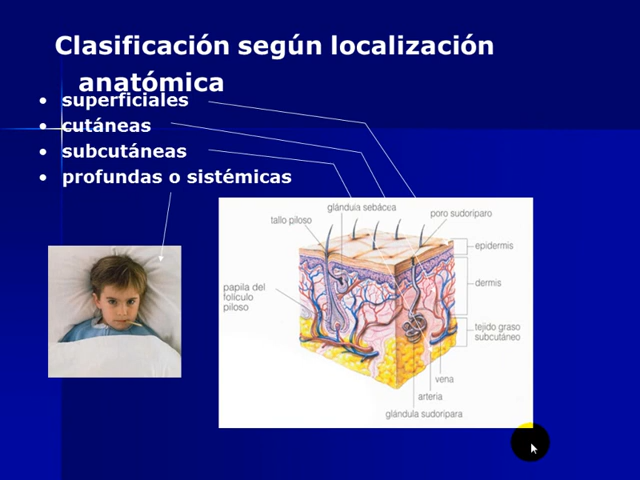 Clasificación según localización
anatómica
• superficiales
• cutáneas
• subcutáneas
• profundas o sistémicas
glándula sebácea
tallo piloso
poro sudoríparo
epidermis
dermis
papila del
folículo
piloso
tejido graso
subcutáneo
vena
arteria
glándula sudorípara